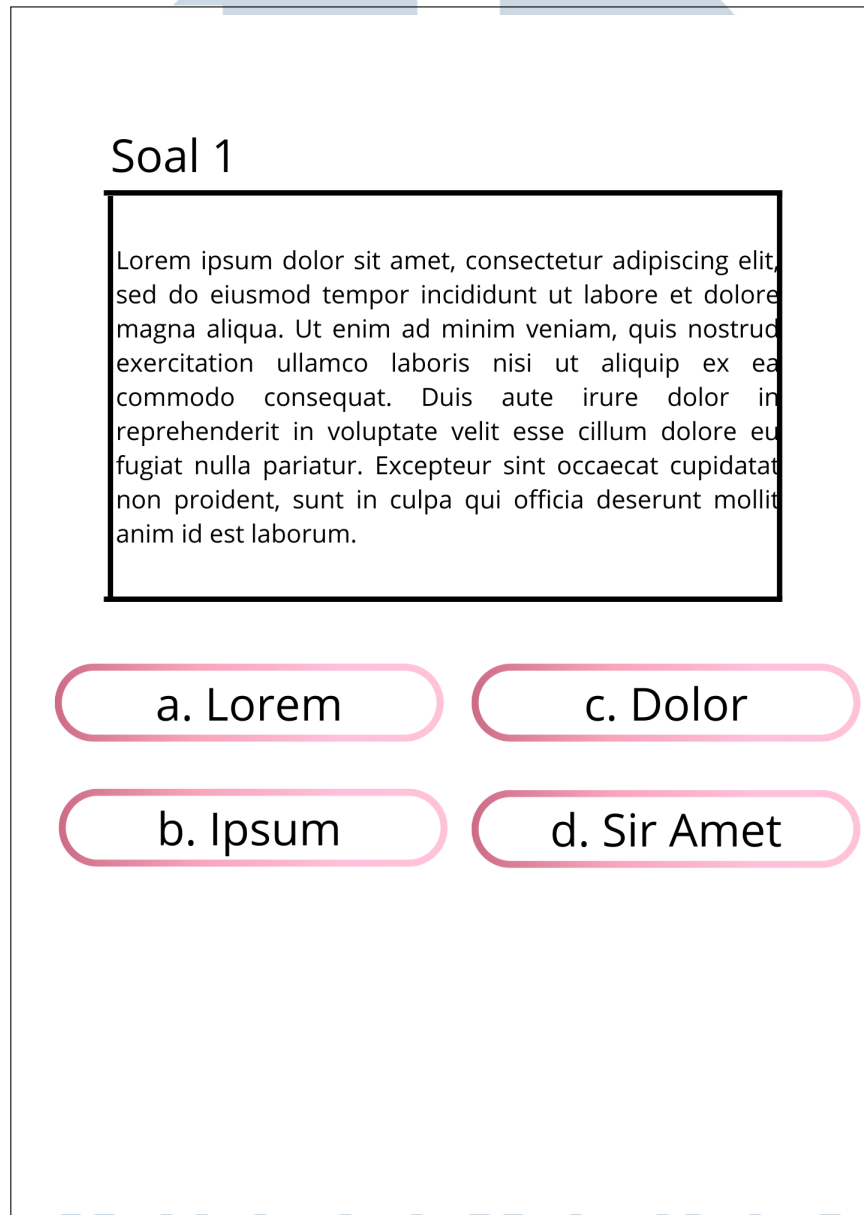 Soal 1
Lorem ipsum dolor sit amet, consectetur adipiscing elit,
sed do eiusmod tempor incididunt ut labore et dolore
magna aliqua. Ut enim ad minim veniam, quis nostrud
exercitation ullamco laboris nisi ut aliquip ex ea
commodo consequat. Duis aute irure dolor in
reprehenderit in voluptate velit esse cillum dolore eu
fugiat nulla pariatur. Excepteur sint occaecat cupidatat
non proident, sunt in culpa qui officia deserunt mollit
anim id est laborum.
a. Lorem
c. Dolor
b. Ipsum
d. Sir Amet